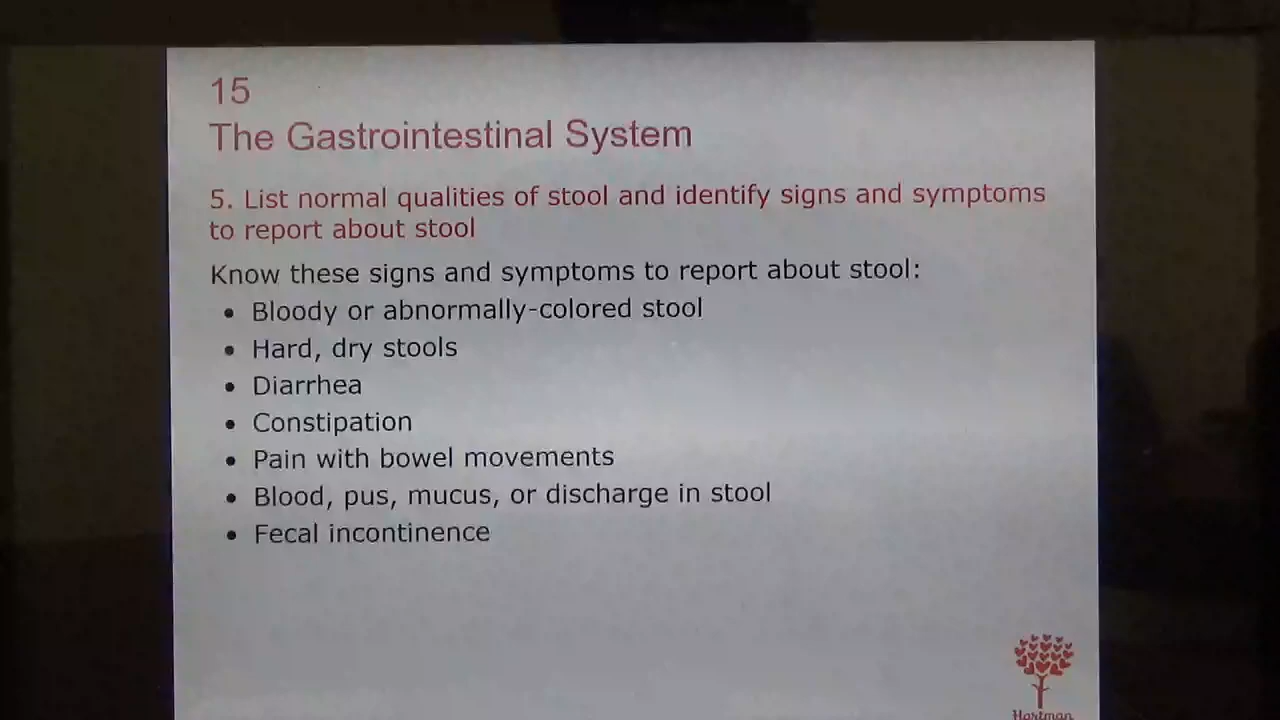 15
The Gastrointestinal System
5. List normal qualities of stool and identify signs and symptoms
to report about stool
Know these signs and symptoms to report about stool:
• Bloody or abnormally-colored stool
• Hard, dry stools
• Diarrhea
• Constipation
• Pain with bowel movements
• Blood, pus, mucus, or discharge in stool
• Fecal incontinence
Hartman